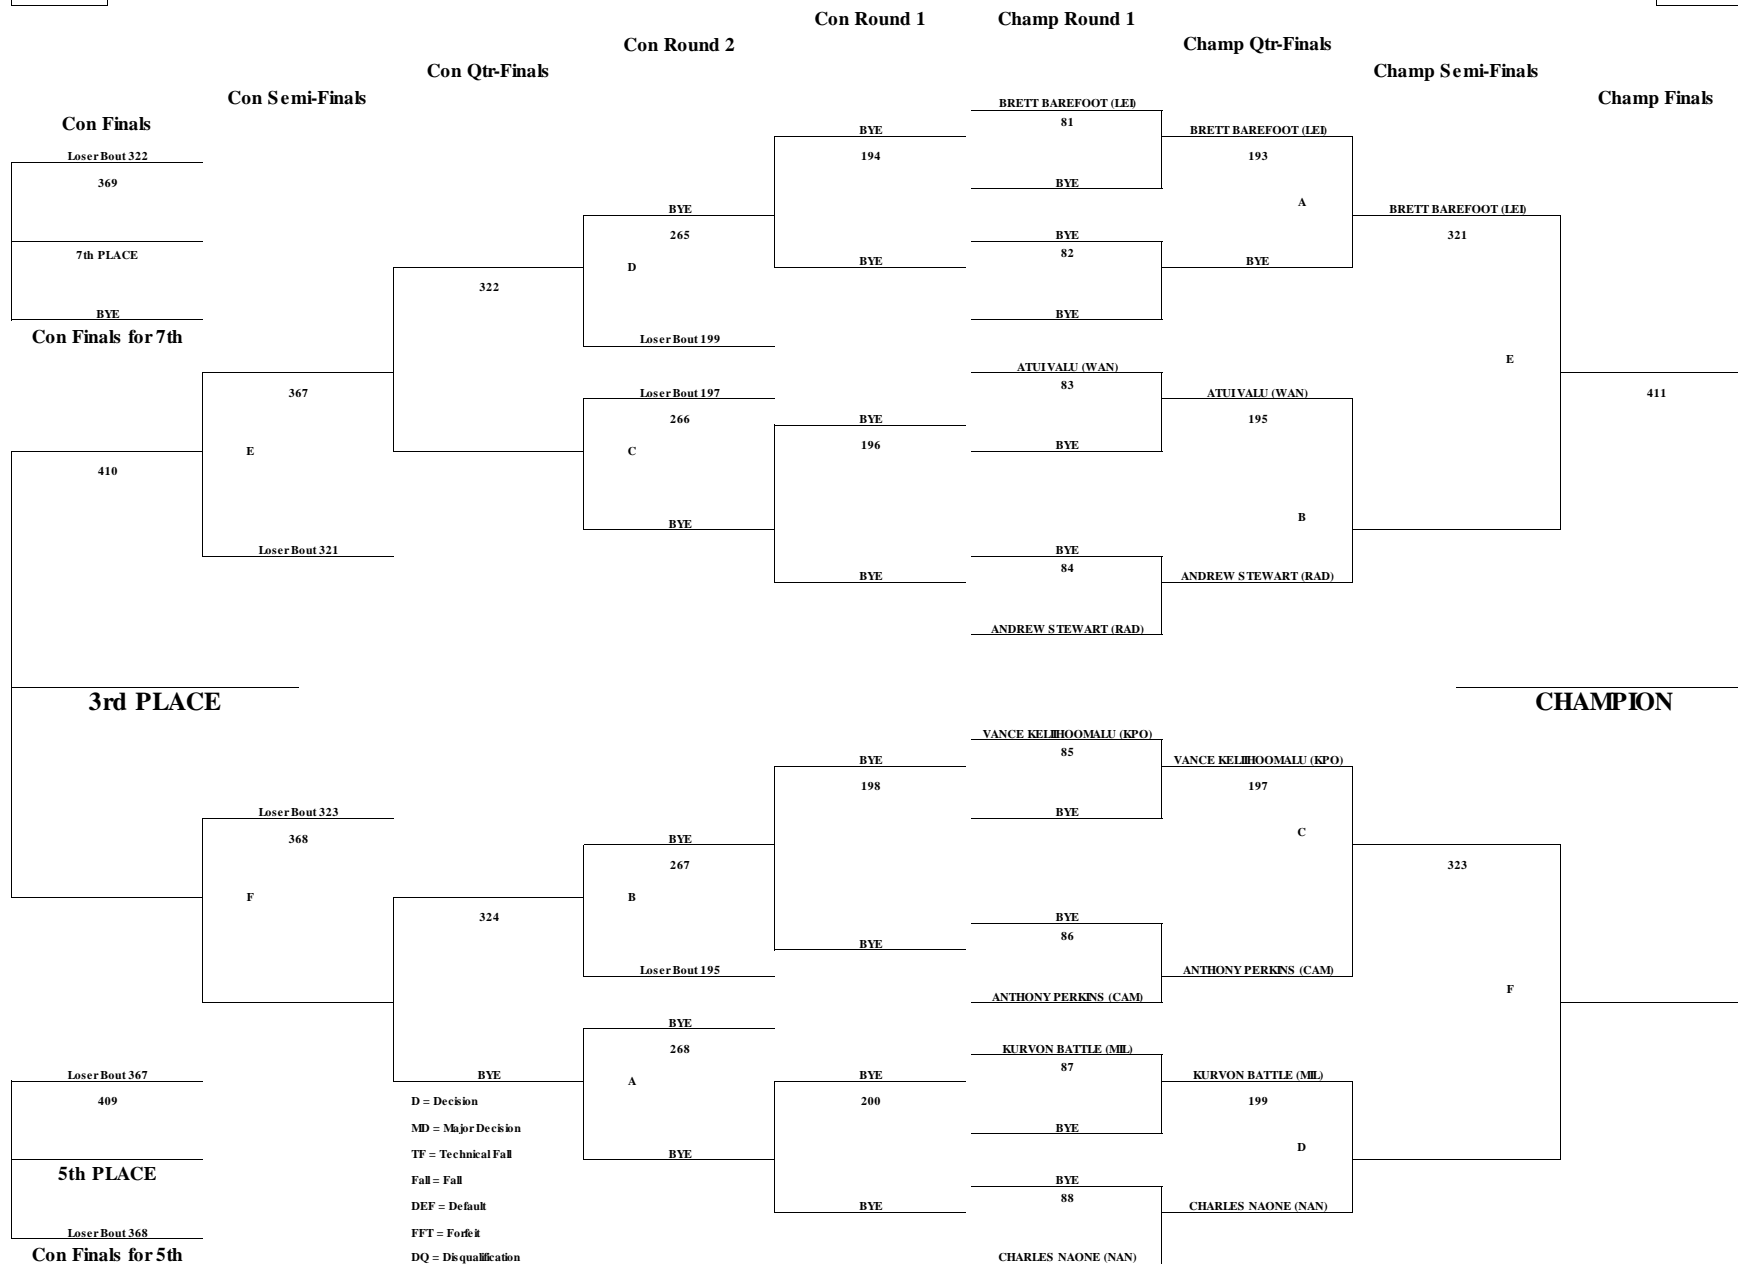 Con Round 1
Champ Round 1
Con Round 2
Champ Qtr-Finals
Con Qtr-Finals
Champ Semi-Finals
Con Semi-Finals
Champ Finals
Con Finals
BRETT BAREFOOT (LEI)
81
BYE
BRETT BAREFOOT (LEI)
194
193
Loser Bout 322
369
BYE
A
BYE
BRETT BAREFOOT (LEI)
265
BYE
321
7th PLACE
82
D
BYE
BYE
322
BYE
BYE
Con Finals for 7th
Loser Bout 199
E
ATUI VALU (WAN)
83
367
Loser Bout 197
ATUI VALU (WAN)
411
266
BYE
195
196
BYE
E
C
410
BYE
B
Loser Bout 321
BYE
84
BYE
ANDREW STEWART (RAD)
ANDREW STEWART (RAD)
3rd PLACE
CHAMPION
VANCE KELIIHOOMALU (KPO)
85
BYE
VANCE KELIIHOOMALU (KPO)
198
197
Loser Bout 323
BYE
368
BYE
C
267
323
F
B
324
BYE
86
BYE
Loser Bout 195
ANTHONY PERKINS (CAM)
F
ANTHONY PERKINS (CAM)
BYE
268
KURVON BATTLE (MIL)
87
Loser Bout 367
BYE
A
BYE
KURVON BATTLE (MIL)
409
D = Decision
200
199
MD = Major Decision
BYE
D
TF = Technical Fall
BYE
5th PLACE
Fall = Fall
BYE
88
DEF = Default
BYE
CHARLES NAONE (NAN)
Loser Bout 368
FFT = Forfeit
Con Finals for 5th
DQ = Disqualification
CHARLES NAONE (NAN)